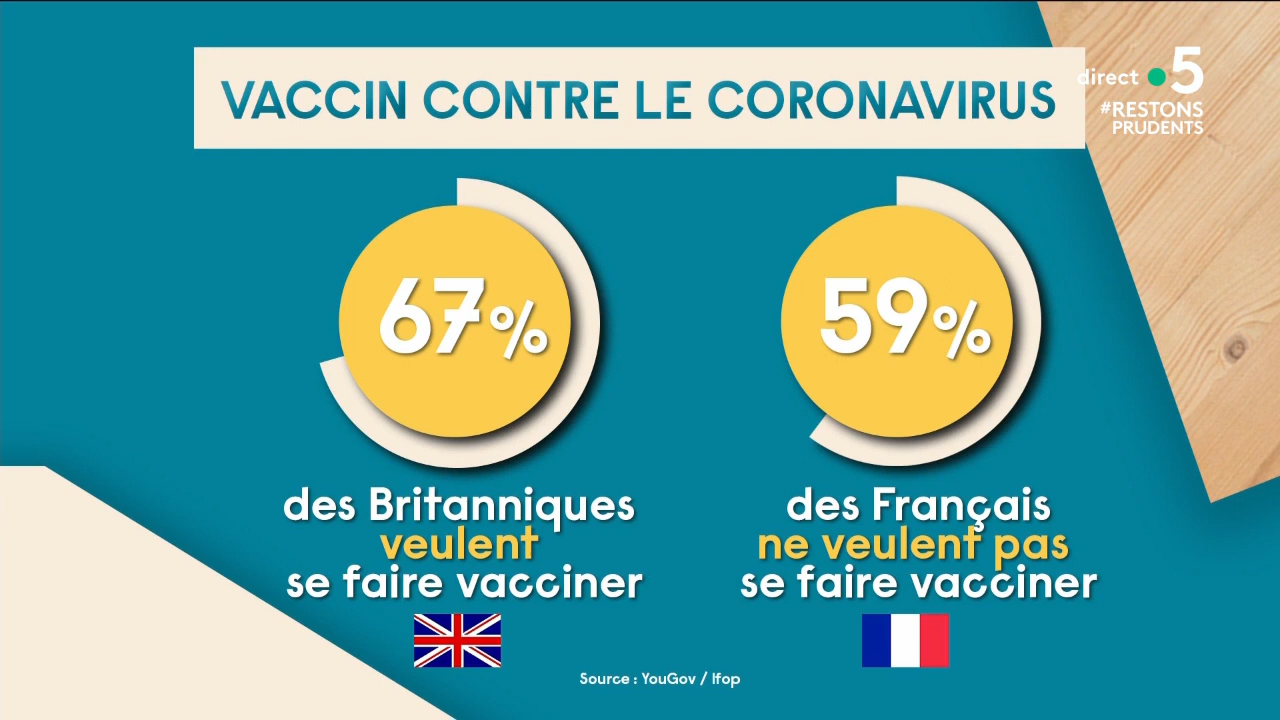 VACCIN CONTRE LE CORONAVIRUS
direct 5
#RESTONS
PRUDENTS
67%
des Britanniques
veulent
se faire vacciner
59%
des Français
ne veulent pas
se faire vacciner
Source : YouGov / Ifop